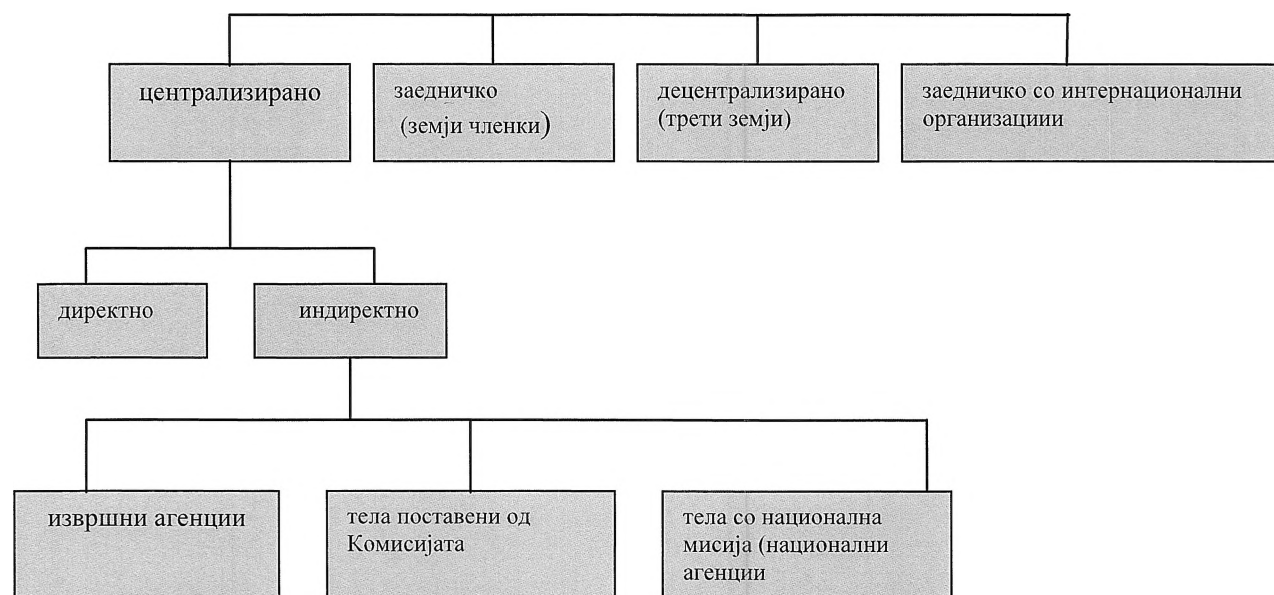 централизирано
заедничко
(земји членки)
децентрализирано
(трети земји)
заедничко со интернационални
организациии
директно
индиректно
извршни агенции
тела поставени од
Комисијата
тела со национална
мисија (национални
агенции